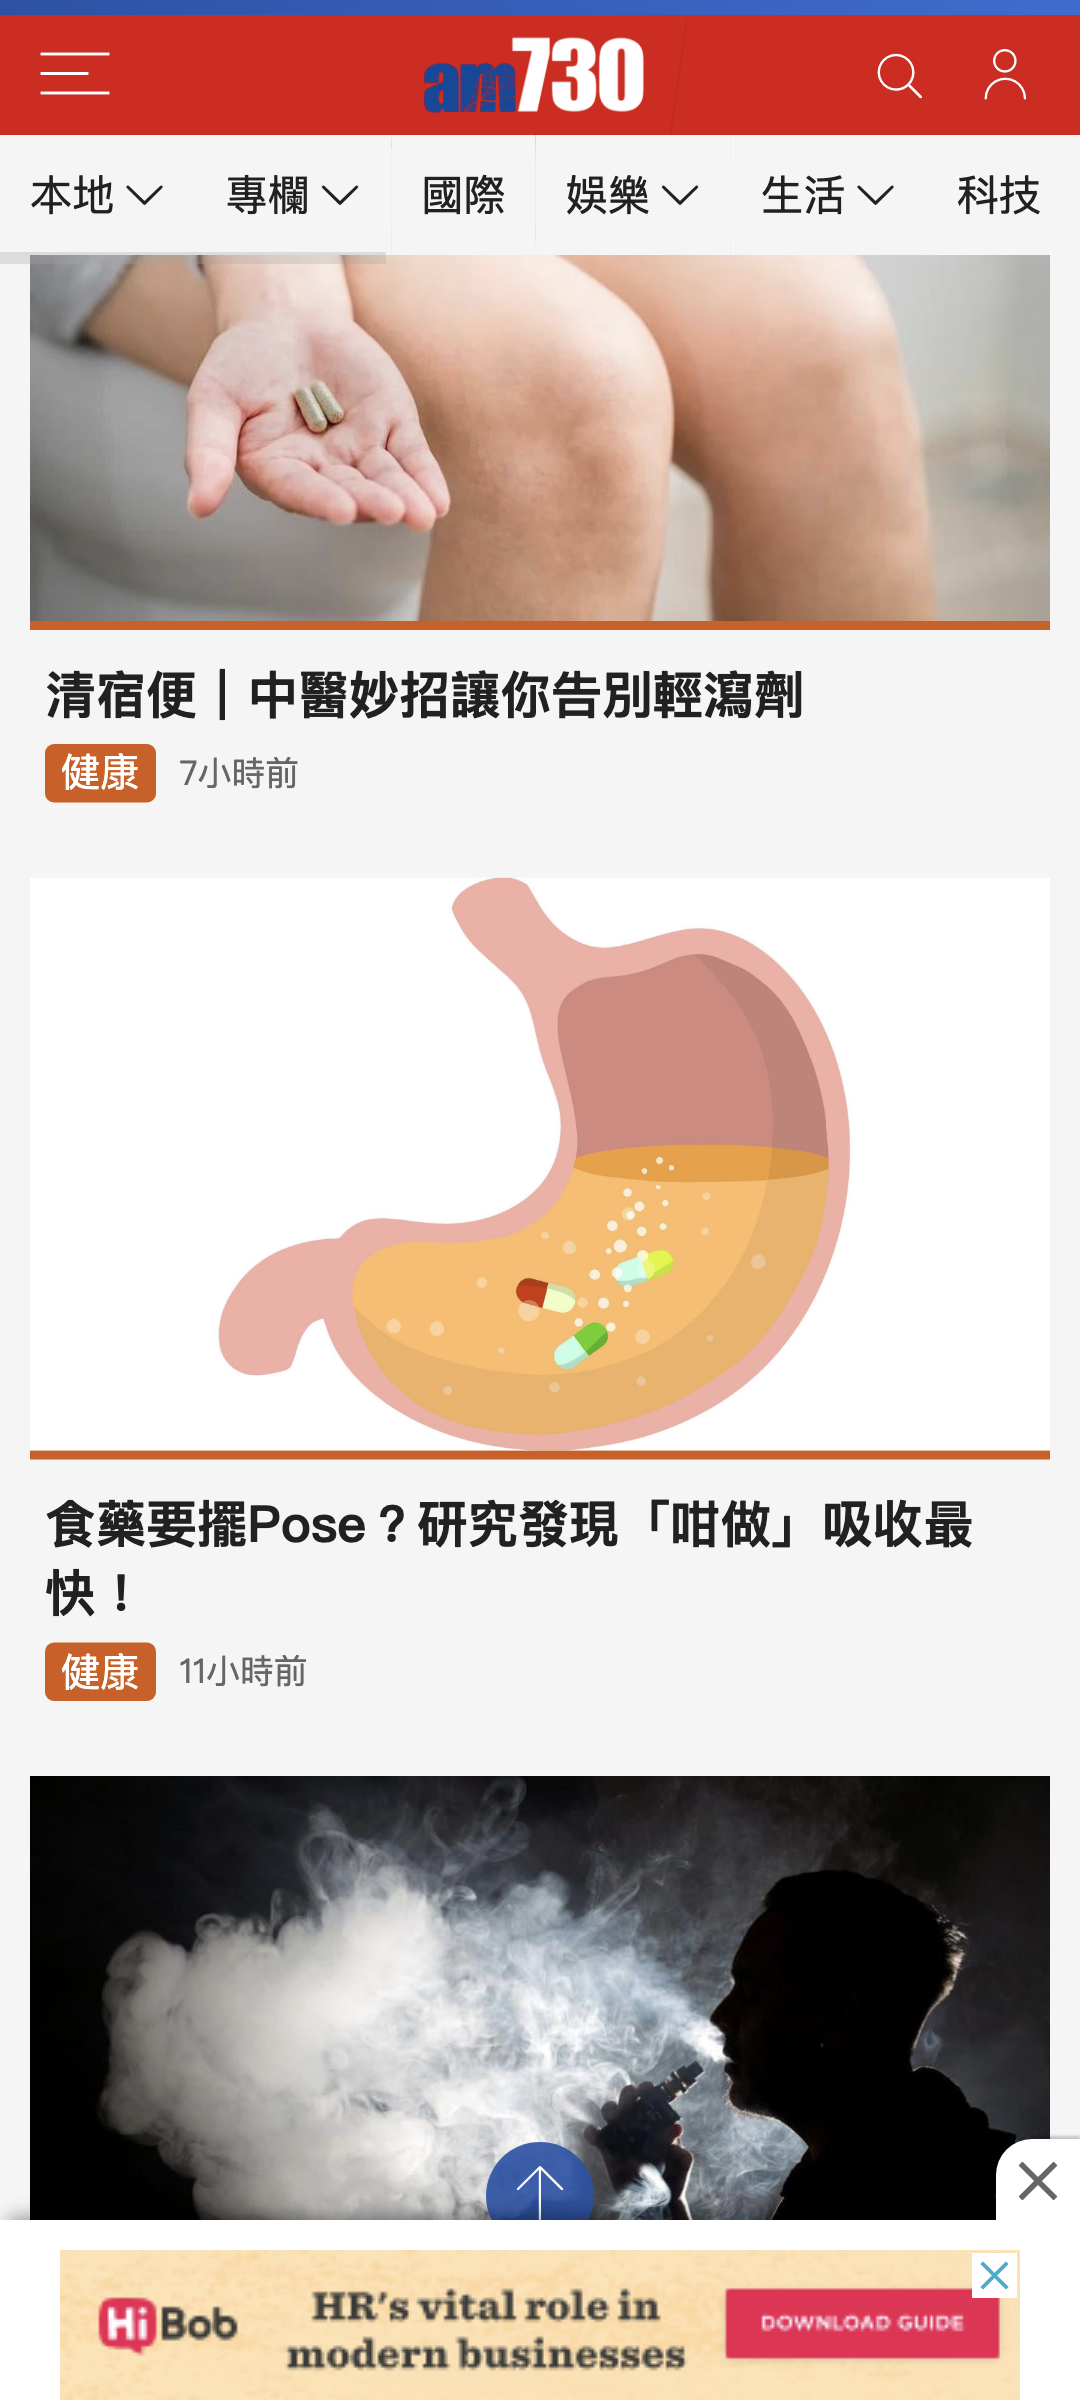 am730
本地
專欄
國際
娛樂
生活
科技
清宿便｜中醫妙招讓你告別輕瀉劑
健康
7小時前
食藥要擺Pose？研究發現「咁做」吸收最
快！
健康
11小時前
HiBob
HR's vital role in
modern businesses
DOWNLOAD GUIDE